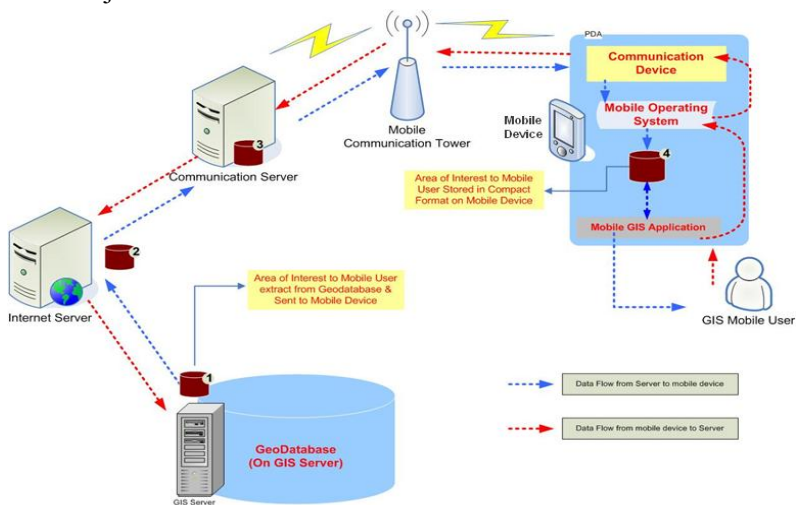 PDA
Communication
Device
Mobile Operating
System
Mobile
Device
4
Mobile
Communication Tower
3
Communication Server
Area of Interest to Mobile
User Stored in Compact
Format on Mobile Device
Mobile GIS Application
2
Internet Server
Area of Interest to Mobile User
extract from Geodatabase &
Sent to Mobile Device
GIS Mobile User
1
GeoDatabase
(On GIS Server)
GIS Server
Data Flow from Server to mobile device
Data Flow from mobile device to Server